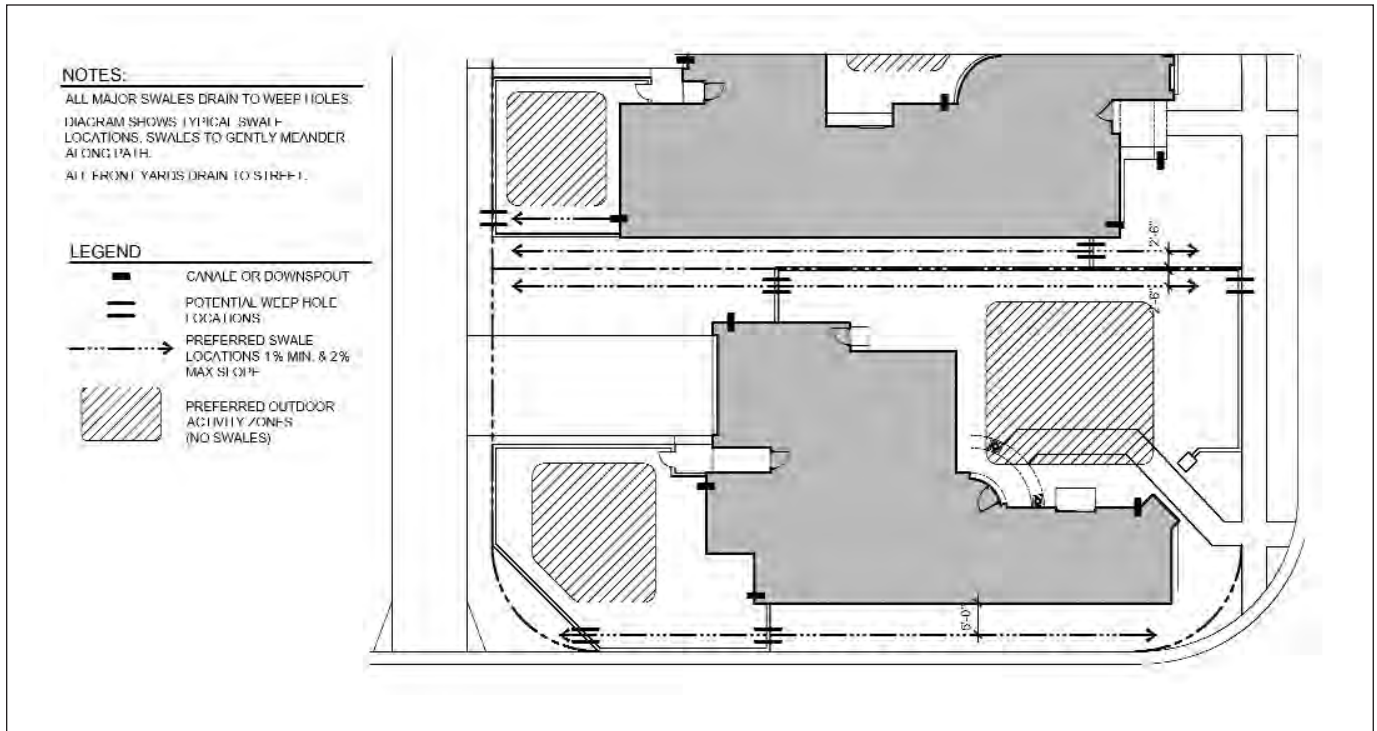 NOTES:
ALL MAJOR SWALES DRAIN TO WEEP HOLES.
DIAGRAM SHOWS TYPICAL SWALE
LOCATIONS, SWALES TO GENTLY MEANDER
ALONG PATH.
ALL FRONT YARDS DRAIN TO STREET.
LEGEND
CANALE OR DOWNSPOUT
POTENTIAL WEEP HOLE
LOCATIONS
PREFERRED SWALE
LOCATIONS 1% MIN. & 2%
MAX SLOPE
PREFERRED OUTDOOR
ACTIVITY ZONES
(NO SWALES)
2'-6"
2'-6"
6'-0"